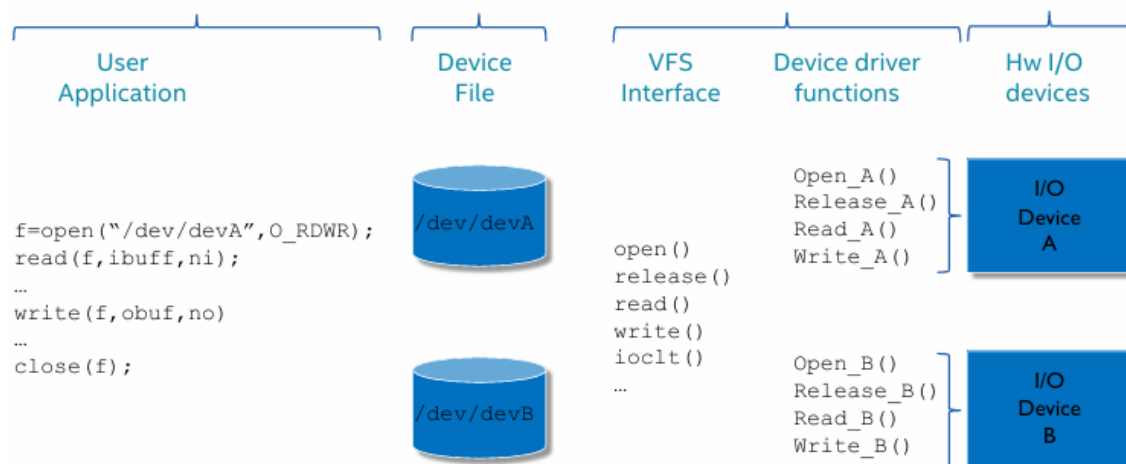 User
Application
Device
File
VFS
Interface
Device driver
functions
Hw I/O
devices
f=open(“/dev/devA”,O_RDWR);
read(f,ibuff,ni);
…
write(f,obuf,no)
…
close(f);
/dev/devA
/dev/devB
open()
release()
read()
write()
ioclt()
…
Open_A()
Release_A()
Read_A()
Write_A()
Open_B()
Release_B()
Read_B()
Write_B()
I/O
Device
A
I/O
Device
B